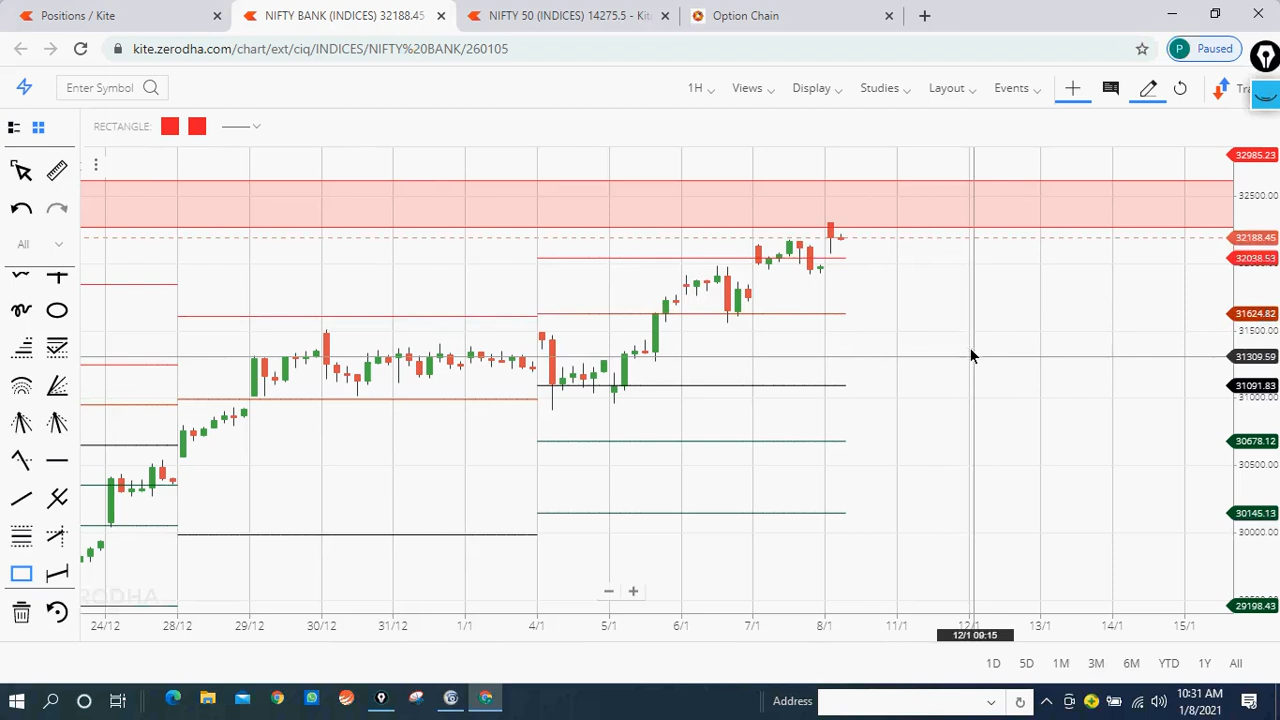 Positions / Kite
NIFTY BANK (INDICES) 32188.45
NIFTY 50 (INDICES) 14275.5 - Kit
Option Chain
kite.zerodha.com/chart/ext/ciq/INDICES/NIFTY%20BANK/260105
P Paused
Enter Symbol
1H Views Display Studies Layout Events Tra
RECTANGLE:
All
32985.23
32500.00
32188.45
32038.53
31624.82
31500.00
31309.59
31091.83
31000.00
30678.12
30500.00
30145.13
30000.00
29198.43
ERODHA
24/12 28/12 29/12 30/12 31/12 1/1 4/1 5/1 6/1 7/1 8/1 11/1 12/1 13/1 14/1 15/1
12/1 09:15
1D 5D 1M 3M 6M YTD 1Y All
Address
10:31 AM
1/8/2021